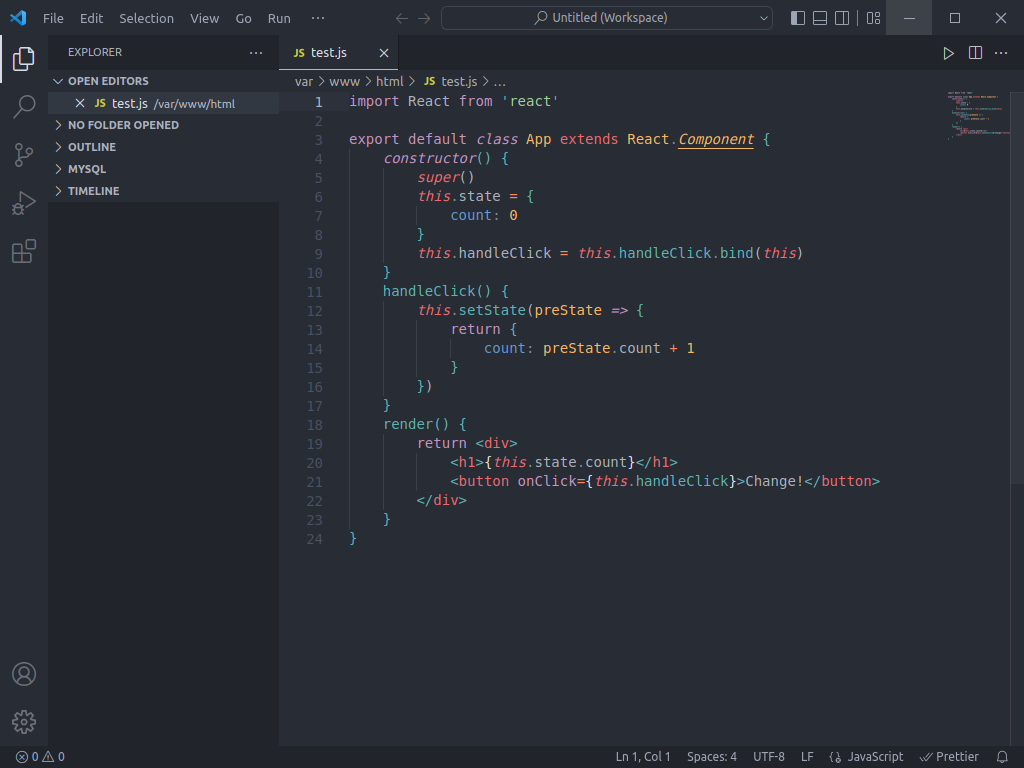 File Edit Selection View Go Run ··· Untitled (Workspace)
EXPLORER
OPEN EDITORS
JS test.js /var/www/html
NO FOLDER OPENED
OUTLINE
MYSQL
TIMELINE
JS test.js
var > www > html > JS test.js > ...
1 import React from 'react'
2
3 export default class App extends React.Component {
4 constructor() {
5 super()
6 this.state = {
7 count: 0
8 }
9 this.handleClick = this.handleClick.bind(this)
10 }
11 handleClick() {
12 this.setState(preState => {
13 return {
14 count: preState.count + 1
15 }
16 })
17 }
18 render() {
19 return <div>
20 <h1>{this.state.count}</h1>
21 <button onClick={this.handleClick}>Change!</button>
22 </div>
23 }
24 }
0 0 Ln 1, Col 1 Spaces: 4 UTF-8 LF {} JavaScript Prettier